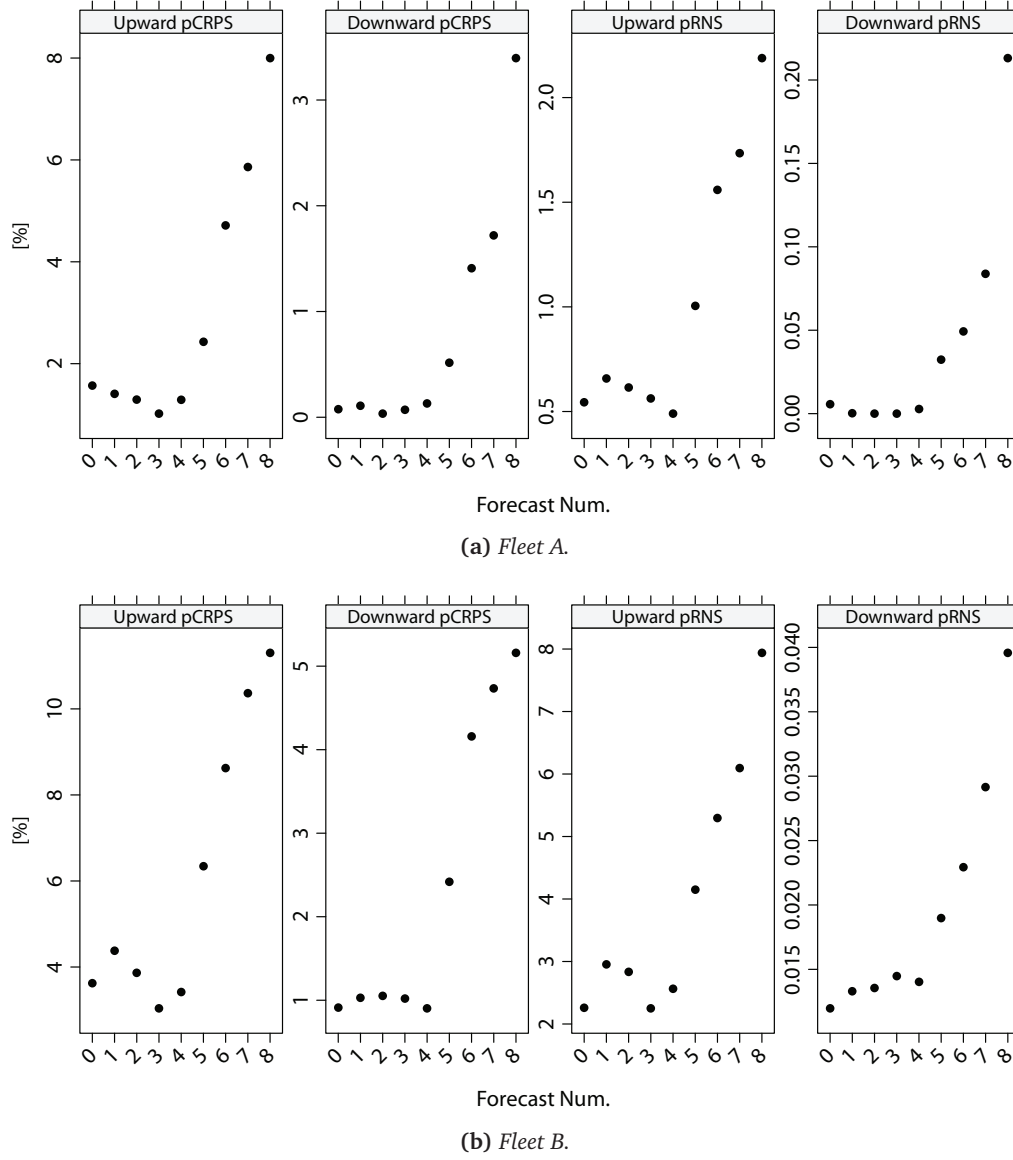 Upward pCRPS Downward pCRPS Upward pRNS Downward pRNS
[%]
2 4 6 8
0 1 2 3
0.5 1.0 1.5 2.0
0.00 0.05 0.10 0.15 0.20
0 1 2 3 4 5 6 7 8 0 1 2 3 4 5 6 7 8 0 1 2 3 4 5 6 7 8 0 1 2 3 4 5 6 7 8
Forecast Num.
(a) Fleet A.
Upward pCRPS Downward pCRPS Upward pRNS Downward pRNS
[%]
4 6 8 10
1 2 3 4 5
2 3 4 5 6 7 8
0.015 0.020 0.025 0.030 0.035 0.040
0 1 2 3 4 5 6 7 8 0 1 2 3 4 5 6 7 8 0 1 2 3 4 5 6 7 8 0 1 2 3 4 5 6 7 8
Forecast Num.
(b) Fleet B.